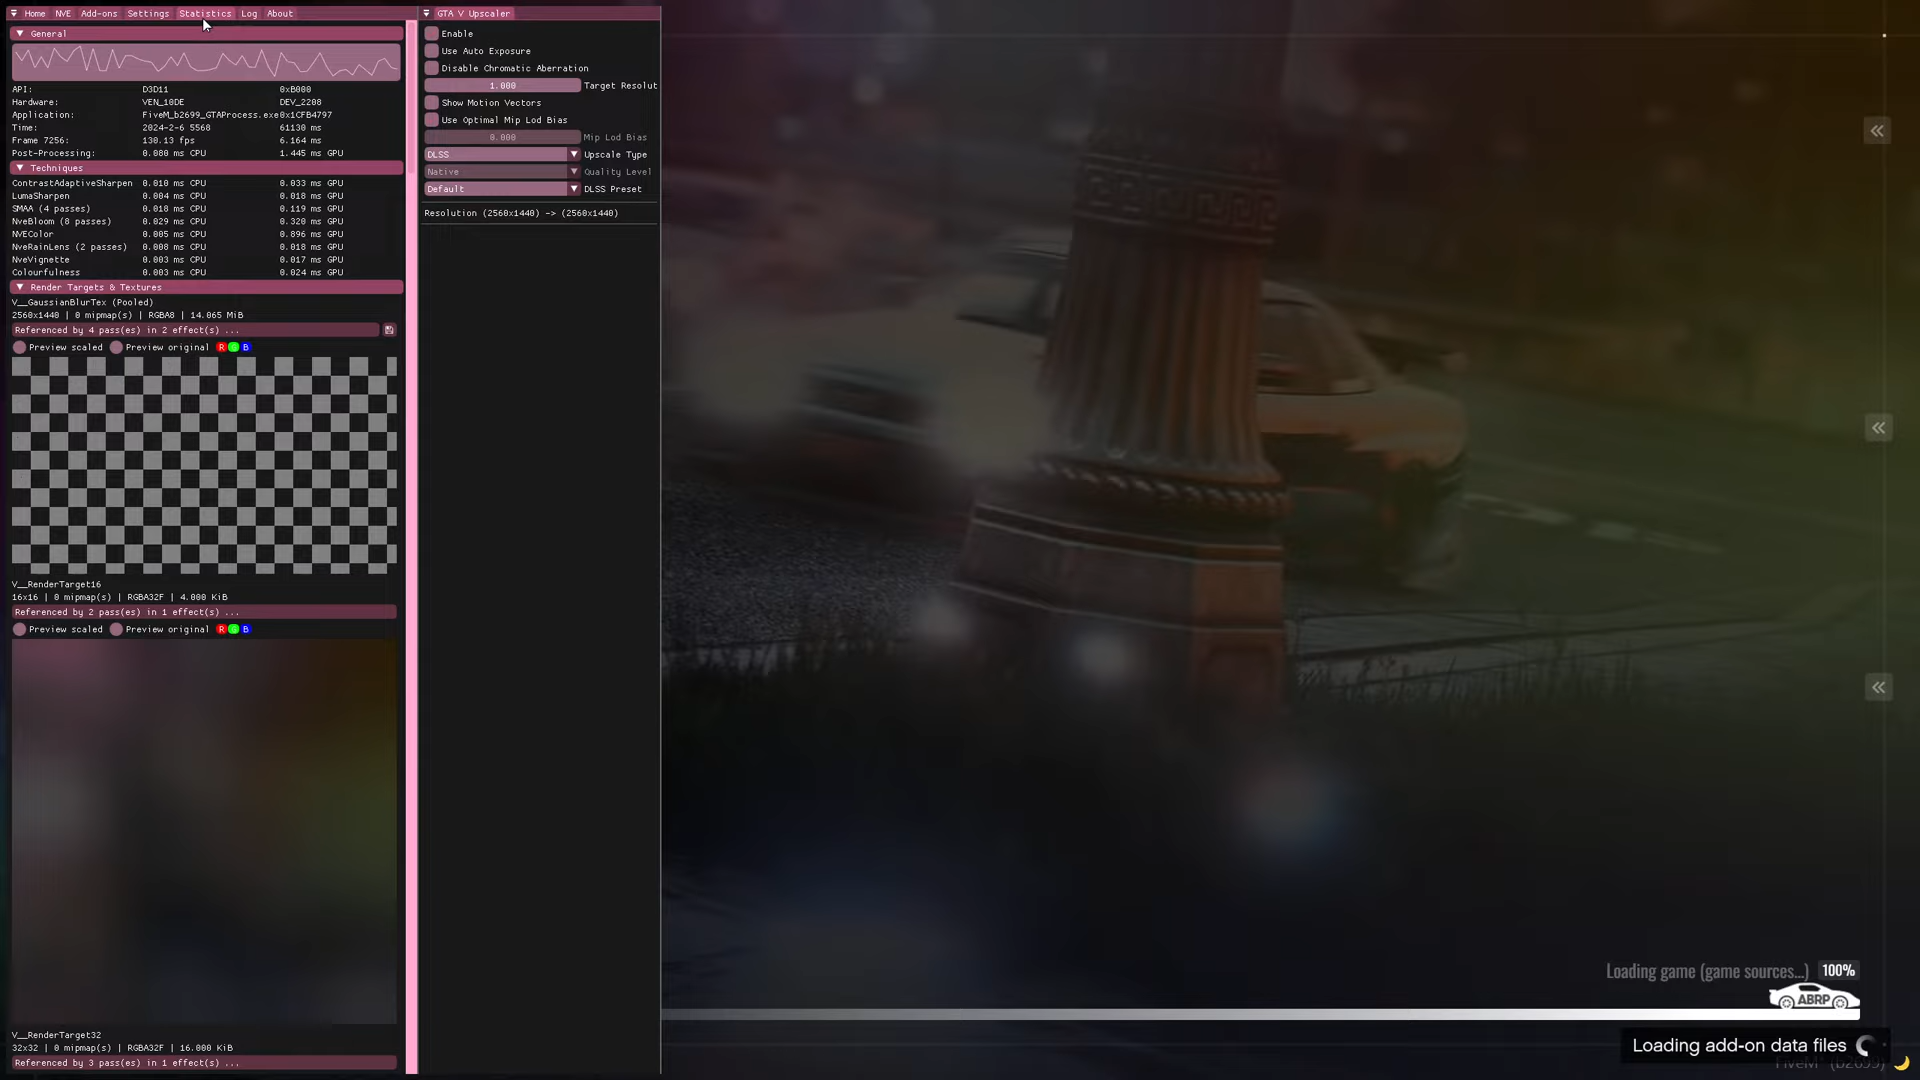 Home NVE Add-ons Settings Statistics Log About
General
API: D3D11 0xB000
Hardware: VEN_10DE DEV_2208
Application: FiveM_b2699_GTAProcess.exe 0x1CFB4797
Time: 2024-2-6 5568 61130 ms
Frame 7256: 130.13 fps 6.164 ms
Post-Processing: 0.080 ms CPU 1.445 ms GPU
Techniques
ContrastAdaptiveSharpen 0.010 ms CPU 0.033 ms GPU
LumaSharpen 0.004 ms CPU 0.018 ms GPU
SMAA (4 passes) 0.018 ms CPU 0.119 ms GPU
NveBloom (8 passes) 0.029 ms CPU 0.320 ms GPU
NVEColor 0.005 ms CPU 0.896 ms GPU
NveRainLens (2 passes) 0.008 ms CPU 0.018 ms GPU
NveVignette 0.003 ms CPU 0.017 ms GPU
Colourfulness 0.003 ms CPU 0.024 ms GPU
Render Targets & Textures
V__GaussianBlurTex (Pooled)
2560x1440 | 0 mipmap(s) | RGBA8 | 14.065 MiB
Referenced by 4 pass(es) in 2 effect(s) ...
Preview scaled Preview original R G B
V__RenderTarget16
16x16 | 0 mipmap(s) | RGBA32F | 4.000 KiB
Referenced by 2 pass(es) in 1 effect(s) ...
Preview scaled Preview original R G B
V__RenderTarget32
32x32 | 0 mipmap(s) | RGBA32F | 16.000 KiB
Referenced by 3 pass(es) in 1 effect(s) ...
GTA V Upscaler
Enable
Use Auto Exposure
Disable Chromatic Aberration
1.000 Target Resolut
Show Motion Vectors
Use Optimal Mip Lod Bias
0.000 Mip Lod Bias
DLSS Upscale Type
Native Quality Level
Default DLSS Preset
Resolution (2560x1440) -> (2560x1440)
Loading game (game sources...) 100%
ABRP
Loading add-on data files